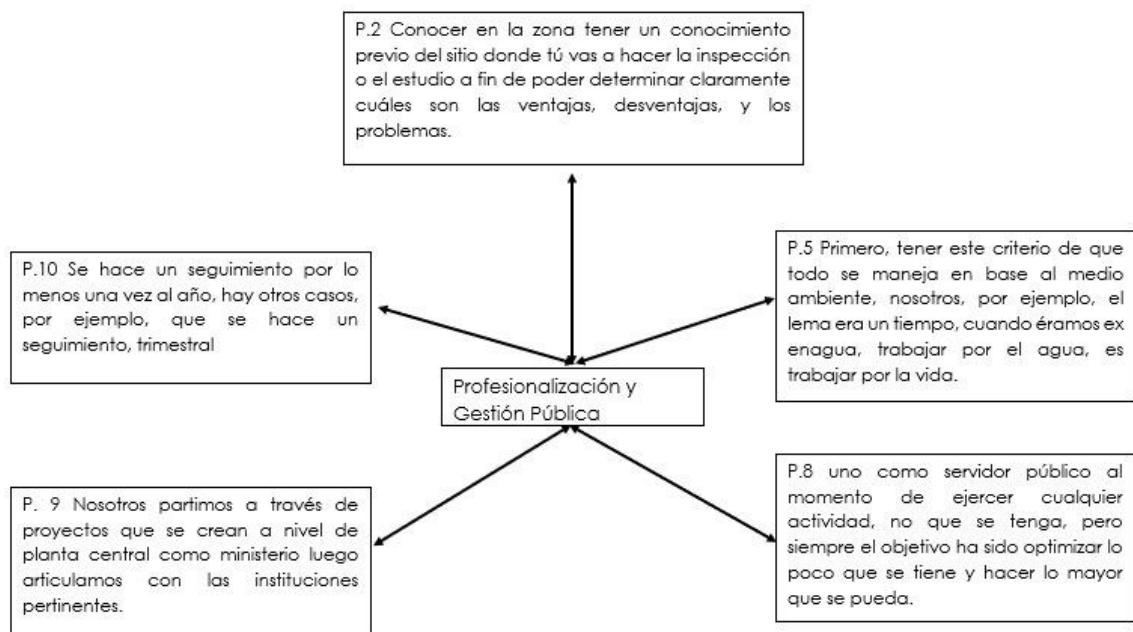 P.2 Conocer en la zona tener un conocimiento
previo del sitio donde tú vas a hacer la inspección
o el estudio a fin de poder determinar claramente
cuáles son las ventajas, desventajas, y los
problemas.
P.10 Se hace un seguimiento por lo
menos una vez al año, hay otros casos,
por ejemplo, que se hace un
seguimiento, trimestral
P.5 Primero, tener este criterio de que
todo se maneja en base al medio
ambiente, nosotros, por ejemplo, el
lema era un tiempo, cuando éramos ex
enagua, trabajar por el agua, es
trabajar por la vida.
Profesionalización y
Gestión Pública
P. 9 Nosotros partimos a través de
proyectos que se crean a nivel de
planta central como ministerio luego
articulamos con las instituciones
pertinentes.
P.8 uno como servidor público al
momento de ejercer cualquier
actividad, no que se tenga, pero
siempre el objetivo ha sido optimizar lo
poco que se tiene y hacer lo mayor
que se pueda.